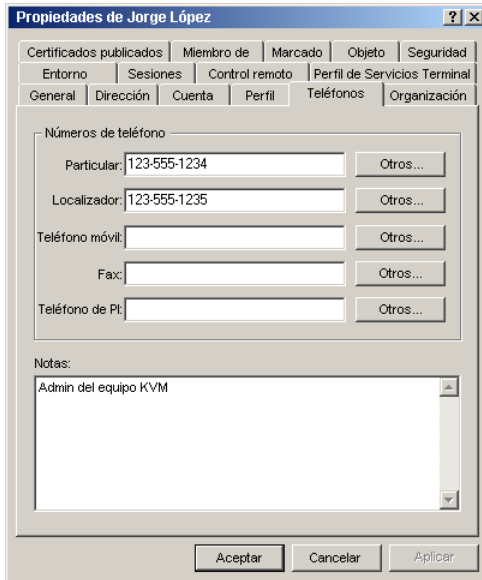 Propiedades de Jorge López
Certificados publicados Miembro de Marcado Objeto Seguridad
Entorno Sesiones Control remoto Perfil de Servicios Terminal
General Dirección Cuenta Perfil Teléfonos Organización
Números de teléfono
Particular: 123-555-1234 Otros...
Localizador: 123-555-1235 Otros...
Teléfono móvil: Otros...
Fax: Otros...
Teléfono de PI: Otros...
Notas:
Admin del equipo KVM
Aceptar Cancelar Aplicar